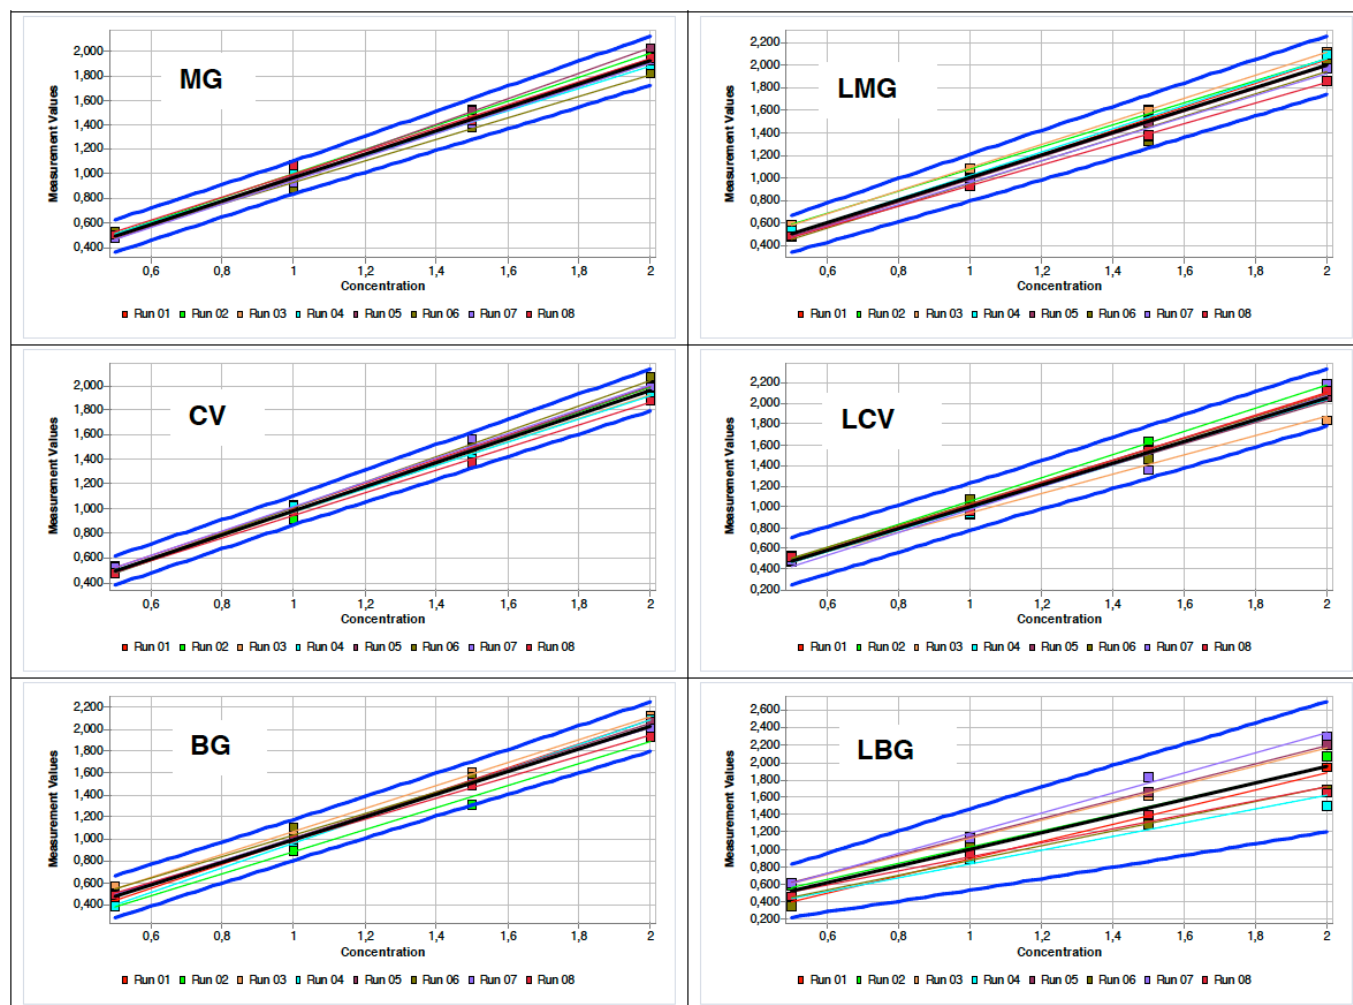 MG
Measurement Values
2,000
1,800
1,600
1,400
1,200
1,000
0,800
0,600
0,400
0,6 0,8 1 1,2 1,4 1,6 1,8 2
Concentration
Run 01 Run 02 Run 03 Run 04 Run 05 Run 06 Run 07 Run 08
LMG
Measurement Values
2,200
2,000
1,800
1,600
1,400
1,200
1,000
0,800
0,600
0,400
0,6 0,8 1 1,2 1,4 1,6 1,8 2
Concentration
Run 01 Run 02 Run 03 Run 04 Run 05 Run 06 Run 07 Run 08
CV
Measurement Values
2,000
1,800
1,600
1,400
1,200
1,000
0,800
0,600
0,400
0,6 0,8 1 1,2 1,4 1,6 1,8 2
Concentration
Run 01 Run 02 Run 03 Run 04 Run 05 Run 06 Run 07 Run 08
LCV
Measurement Values
2,200
2,000
1,800
1,600
1,400
1,200
1,000
0,800
0,600
0,400
0,200
0,6 0,8 1 1,2 1,4 1,6 1,8 2
Concentration
Run 01 Run 02 Run 03 Run 04 Run 05 Run 06 Run 07 Run 08
BG
Measurement Values
2,200
2,000
1,800
1,600
1,400
1,200
1,000
0,800
0,600
0,400
0,6 0,8 1 1,2 1,4 1,6 1,8 2
Concentration
Run 01 Run 02 Run 03 Run 04 Run 05 Run 06 Run 07 Run 08
LBG
Measurement Values
2,600
2,400
2,200
2,000
1,800
1,600
1,400
1,200
1,000
0,800
0,600
0,400
0,200
0,6 0,8 1 1,2 1,4 1,6 1,8 2
Concentration
Run 01 Run 02 Run 03 Run 04 Run 05 Run 06 Run 07 Run 08